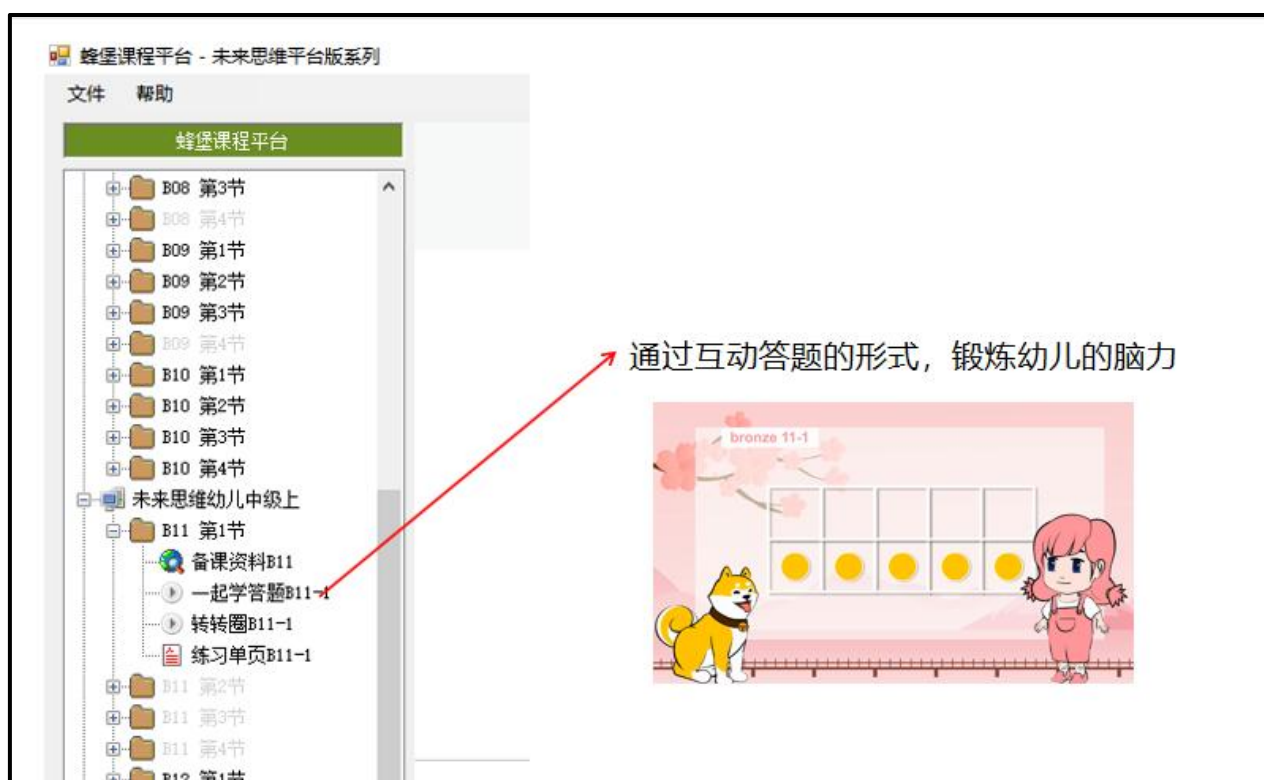 蜂堡课程平台 - 未来思维平台版系列
文件 帮助
蜂堡课程平台
B08 第3节
B08 第4节
B09 第1节
B09 第2节
B09 第3节
B09 第4节
B10 第1节
B10 第2节
B10 第3节
B10 第4节
未来思维幼儿中级上
B11 第1节
备课资料B11
一起学答题B11-1
转转圈B11-1
练习单页B11-1
B11 第2节
B11 第3节
B11 第4节
B12 第1节
通过互动答题的形式，锻炼幼儿的脑力
bronze 11-1